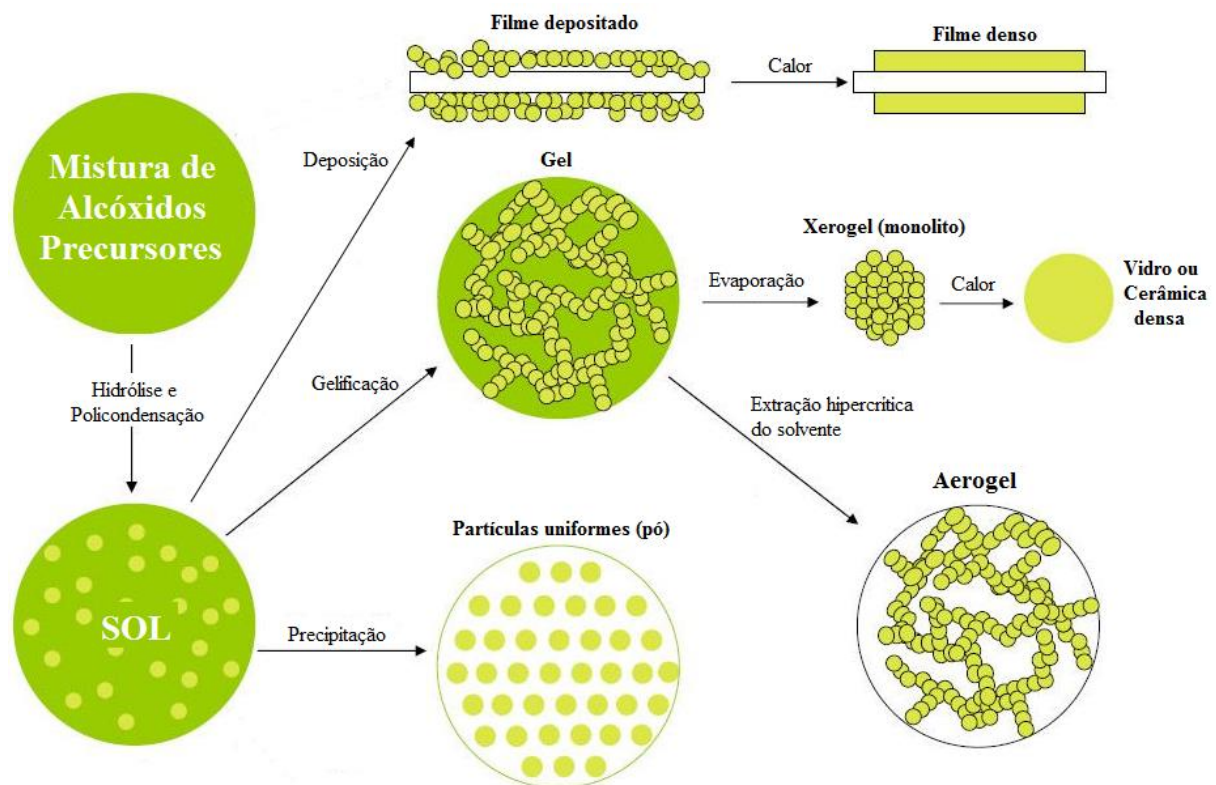 Filme depositado
Filme denso
Calor
Mistura de
Alcóxidos
Precursores
Deposição
Gel
Xerogel (monolito)
Evaporação
Calor
Vidro ou
Cerâmica
densa
Hidrólise e
Policondensação
Gelificação
Extração hipercrítica
do solvente
Aerogel
Partículas uniformes (pó)
SOL
Precipitação